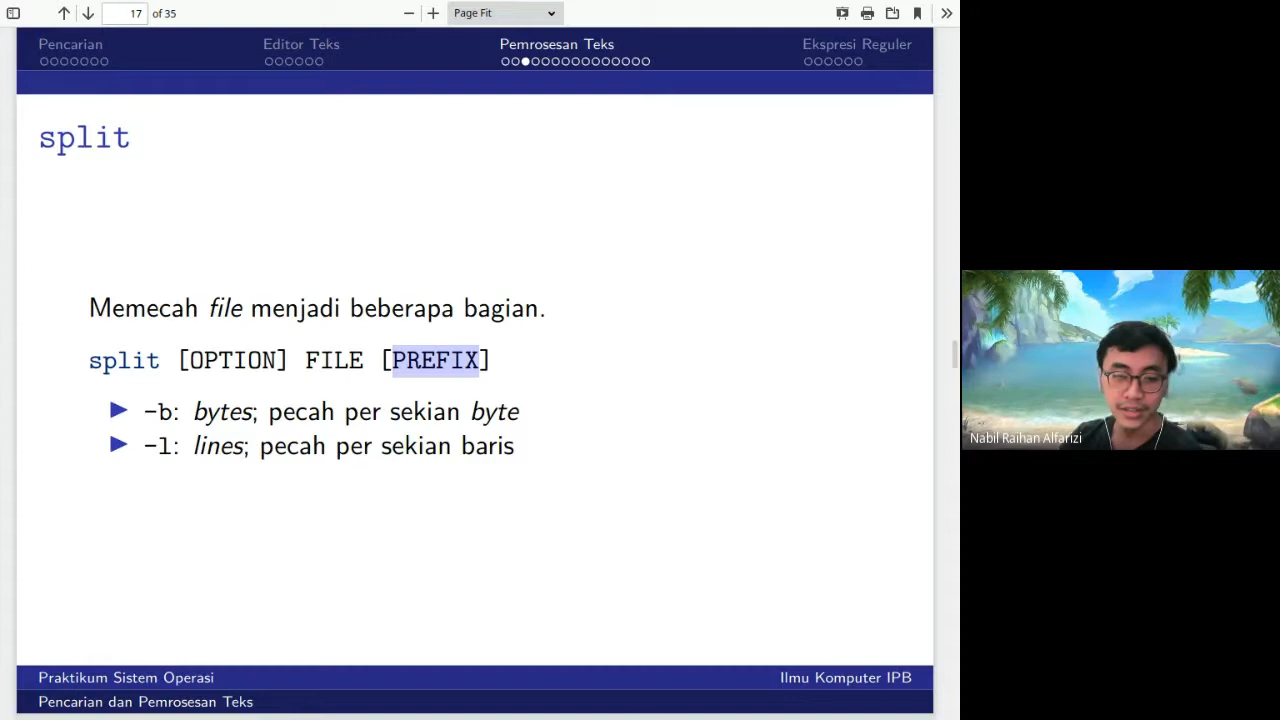 17 of 35
Page Fit
Pencarian Editor Teks Pemrosesan Teks Ekspresi Reguler
split
Memecah file menjadi beberapa bagian.
split [OPTION] FILE [PREFIX]
-b: bytes; pecah per sekian byte
-l: lines; pecah per sekian baris
Nabil Raihan Alfarizi
Praktikum Sistem Operasi Ilmu Komputer IPB
Pencarian dan Pemrosesan Teks